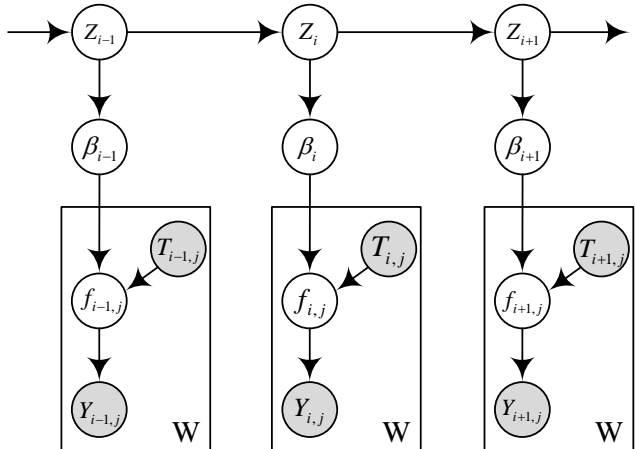 Z_{i-1} Z_i Z_{i+1}
β_{i-1} β_i β_{i+1}
T_{i-1,j} T_{i,j} T_{i+1,j}
f_{i-1,j} f_{i,j} f_{i+1,j}
Y_{i-1,j} Y_{i,j} Y_{i+1,j}
W W W